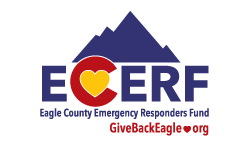 ECERF
Eagle County Emergency Responders Fund
GiveBackEagle❤org